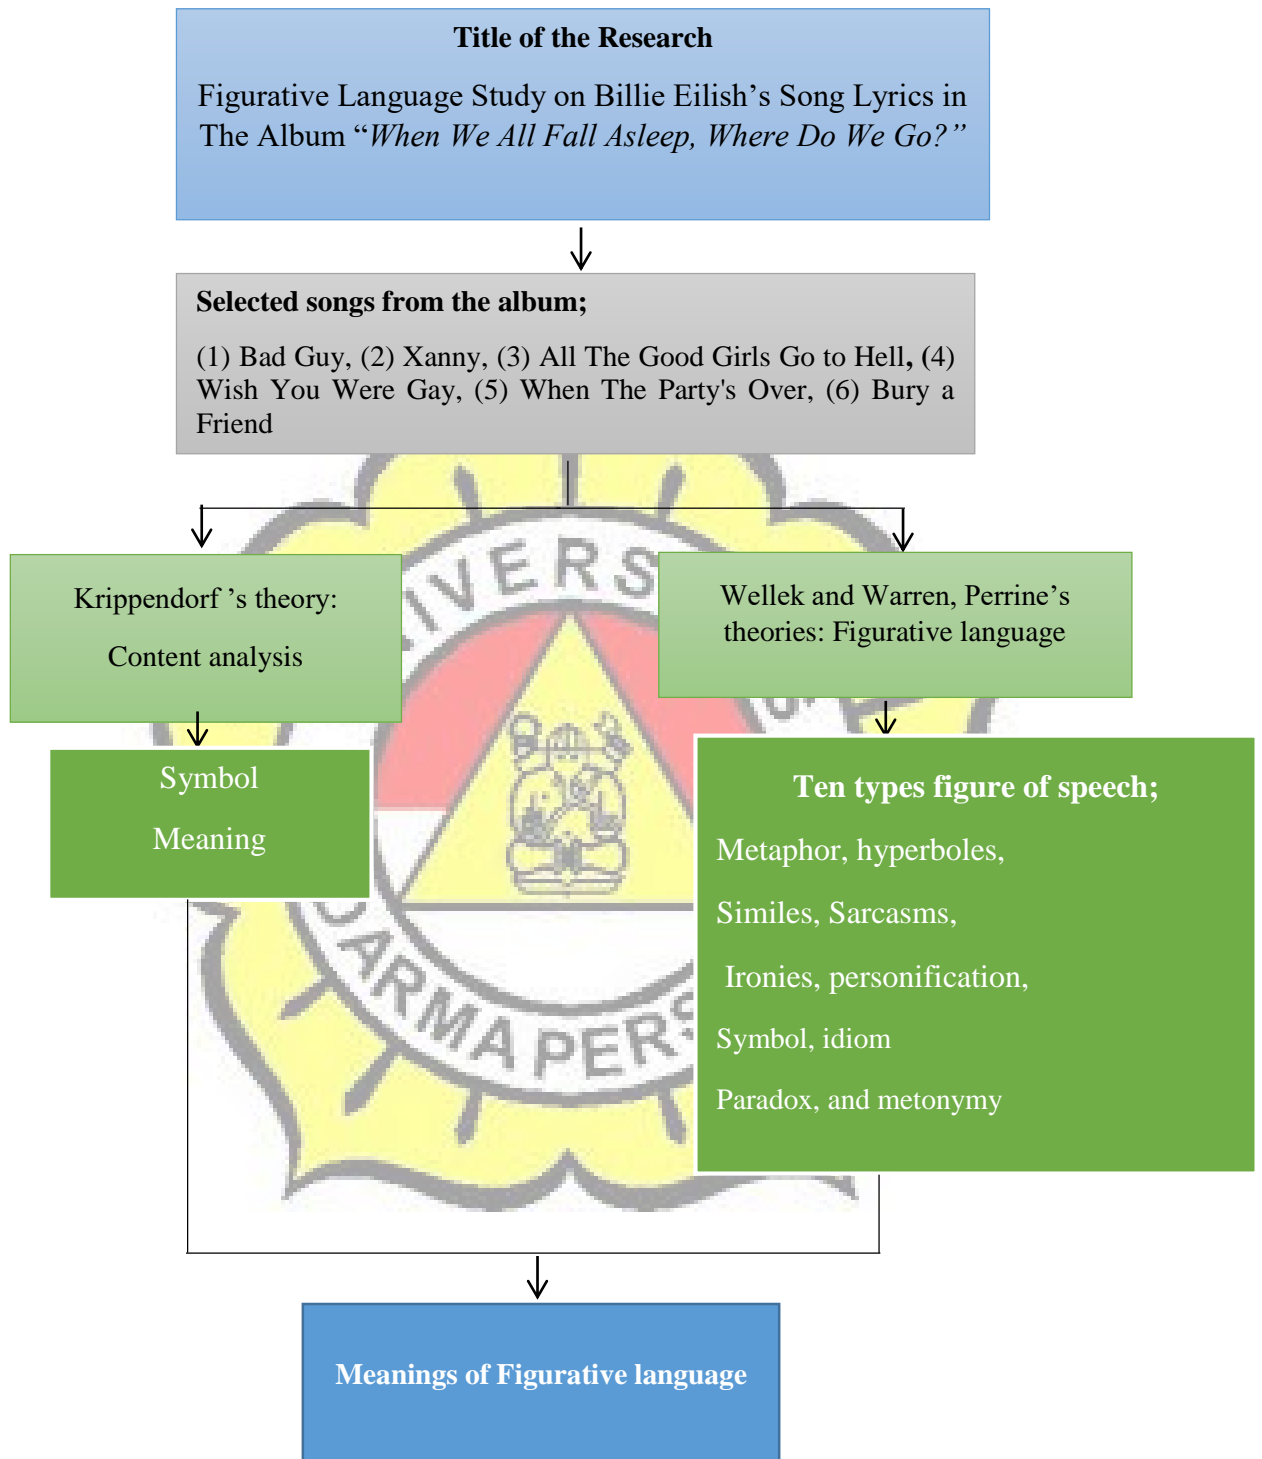 Title of the Research
Figurative Language Study on Billie Eilish's Song Lyrics in
The Album “When We All Fall Asleep, Where Do We Go?”
Selected songs from the album;
(1) Bad Guy, (2) Xanny, (3) All The Good Girls Go to Hell, (4)
Wish You Were Gay, (5) When The Party's Over, (6) Bury a
Friend
Krippendorf ’s theory:
Content analysis
Wellek and Warren, Perrine’s
theories: Figurative language
Symbol
Meaning
Ten types figure of speech;
Metaphor, hyperboles,
Similes, Sarcasms,
Ironies, personification,
Symbol, idiom
Paradox, and metonymy
Meanings of Figurative language